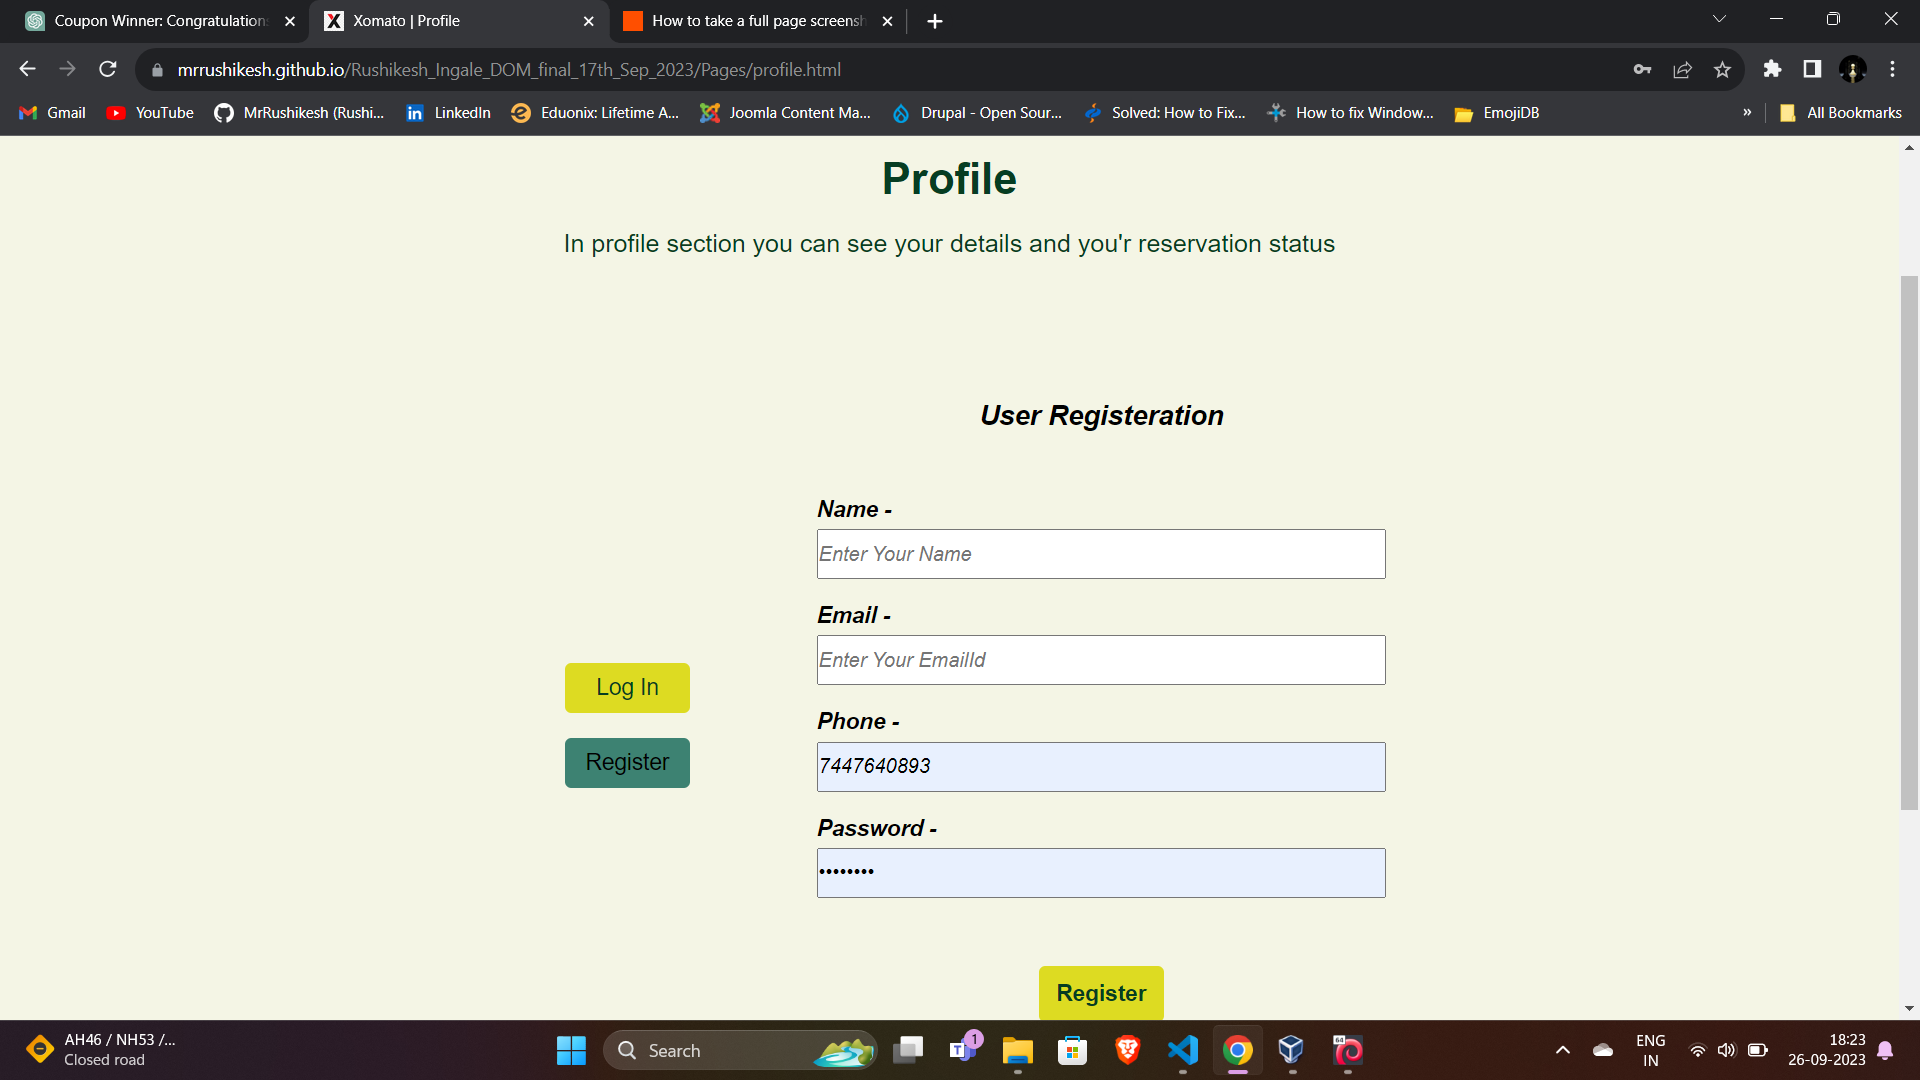 Coupon Winner: Congratulation
Xomato | Profile
How to take a full page screensh
mrrushikesh.github.io/Rushikesh_Ingale_DOM_final_17th_Sep_2023/Pages/profile.html
Gmail
YouTube
MrRushikesh (Rushi...
LinkedIn
Eduonix: Lifetime A...
Joomla Content Ma...
Drupal - Open Sour...
Solved: How to Fix...
How to fix Window...
EmojiDB
»
All Bookmarks
Profile
In profile section you can see your details and you'r reservation status
User Registeration
Name -
Enter Your Name
Email -
Enter Your EmailId
Log In
Phone -
7447640893
Register
Password -
••••••••
Register
AH46 / NH53 /...
Closed road
Search
1
64
ENG
IN
18:23
26-09-2023